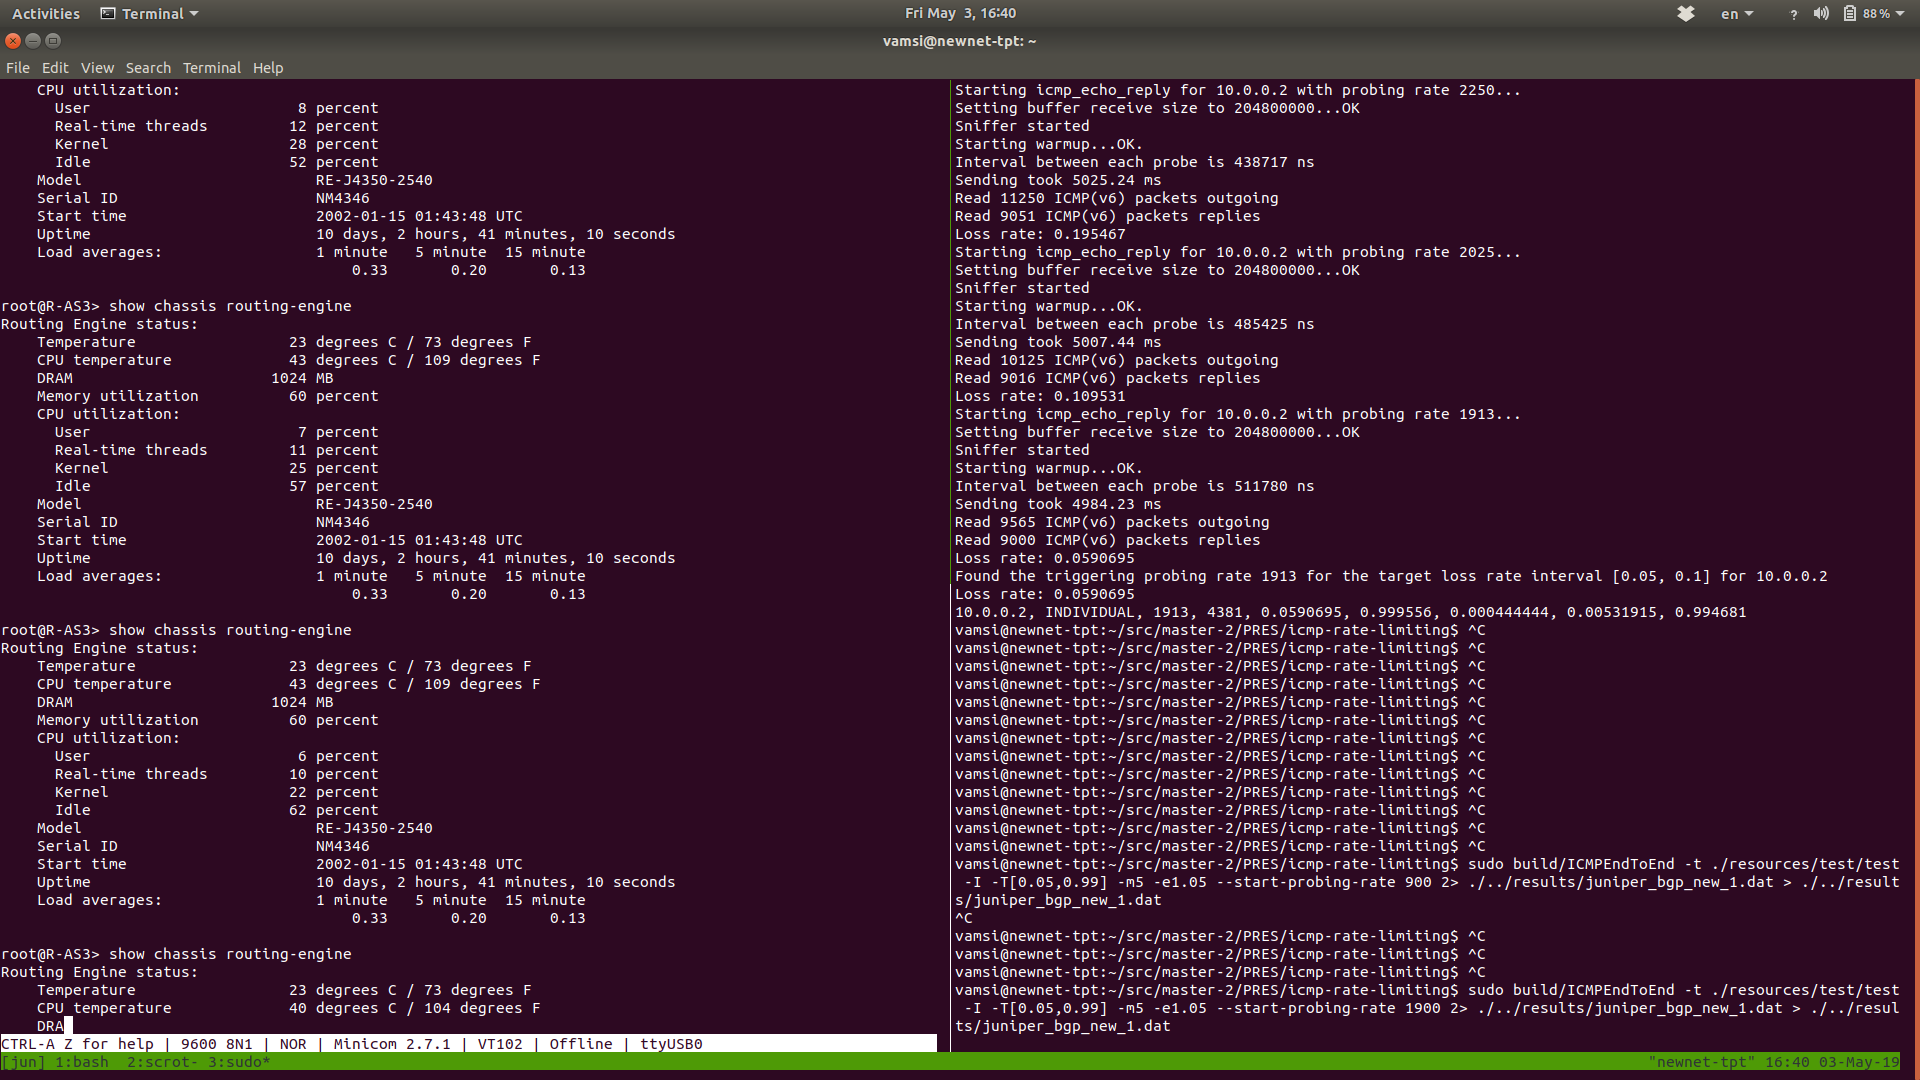 Activities Terminal Fri May 3, 16:40 en ? 88 %
vamsi@newnet-tpt: ~
File Edit View Search Terminal Help
CPU utilization:
User 8 percent
Real-time threads 12 percent
Kernel 28 percent
Idle 52 percent
Model RE-J4350-2540
Serial ID NM4346
Start time 2002-01-15 01:43:48 UTC
Uptime 10 days, 2 hours, 41 minutes, 10 seconds
Load averages: 1 minute 5 minute 15 minute
0.33 0.20 0.13
root@R-AS3> show chassis routing-engine
Routing Engine status:
Temperature 23 degrees C / 73 degrees F
CPU temperature 43 degrees C / 109 degrees F
DRAM 1024 MB
Memory utilization 60 percent
CPU utilization:
User 7 percent
Real-time threads 11 percent
Kernel 25 percent
Idle 57 percent
Model RE-J4350-2540
Serial ID NM4346
Start time 2002-01-15 01:43:48 UTC
Uptime 10 days, 2 hours, 41 minutes, 10 seconds
Load averages: 1 minute 5 minute 15 minute
0.33 0.20 0.13
root@R-AS3> show chassis routing-engine
Routing Engine status:
Temperature 23 degrees C / 73 degrees F
CPU temperature 43 degrees C / 109 degrees F
DRAM 1024 MB
Memory utilization 60 percent
CPU utilization:
User 6 percent
Real-time threads 10 percent
Kernel 22 percent
Idle 62 percent
Model RE-J4350-2540
Serial ID NM4346
Start time 2002-01-15 01:43:48 UTC
Uptime 10 days, 2 hours, 41 minutes, 10 seconds
Load averages: 1 minute 5 minute 15 minute
0.33 0.20 0.13
root@R-AS3> show chassis routing-engine
Routing Engine status:
Temperature 23 degrees C / 73 degrees F
CPU temperature 40 degrees C / 104 degrees F
DRA
CTRL-A Z for help | 9600 8N1 | NOR | Minicom 2.7.1 | VT102 | Offline | ttyUSB0
Starting icmp_echo_reply for 10.0.0.2 with probing rate 2250...
Setting buffer receive size to 204800000...OK
Sniffer started
Starting warmup...OK.
Interval between each probe is 438717 ns
Sending took 5025.24 ms
Read 11250 ICMP(v6) packets outgoing
Read 9051 ICMP(v6) packets replies
Loss rate: 0.195467
Starting icmp_echo_reply for 10.0.0.2 with probing rate 2025...
Setting buffer receive size to 204800000...OK
Sniffer started
Starting warmup...OK.
Interval between each probe is 485425 ns
Sending took 5007.44 ms
Read 10125 ICMP(v6) packets outgoing
Read 9016 ICMP(v6) packets replies
Loss rate: 0.109531
Starting icmp_echo_reply for 10.0.0.2 with probing rate 1913...
Setting buffer receive size to 204800000...OK
Sniffer started
Starting warmup...OK.
Interval between each probe is 511780 ns
Sending took 4984.23 ms
Read 9565 ICMP(v6) packets outgoing
Read 9000 ICMP(v6) packets replies
Loss rate: 0.0590695
Found the triggering probing rate 1913 for the target loss rate interval [0.05, 0.1] for 10.0.0.2
Loss rate: 0.0590695
10.0.0.2, INDIVIDUAL, 1913, 4381, 0.0590695, 0.999556, 0.000444444, 0.00531915, 0.994681
vamsi@newnet-tpt:~/src/master-2/PRES/icmp-rate-limiting$ ^C
vamsi@newnet-tpt:~/src/master-2/PRES/icmp-rate-limiting$ ^C
vamsi@newnet-tpt:~/src/master-2/PRES/icmp-rate-limiting$ ^C
vamsi@newnet-tpt:~/src/master-2/PRES/icmp-rate-limiting$ ^C
vamsi@newnet-tpt:~/src/master-2/PRES/icmp-rate-limiting$ ^C
vamsi@newnet-tpt:~/src/master-2/PRES/icmp-rate-limiting$ ^C
vamsi@newnet-tpt:~/src/master-2/PRES/icmp-rate-limiting$ ^C
vamsi@newnet-tpt:~/src/master-2/PRES/icmp-rate-limiting$ ^C
vamsi@newnet-tpt:~/src/master-2/PRES/icmp-rate-limiting$ ^C
vamsi@newnet-tpt:~/src/master-2/PRES/icmp-rate-limiting$ ^C
vamsi@newnet-tpt:~/src/master-2/PRES/icmp-rate-limiting$ ^C
vamsi@newnet-tpt:~/src/master-2/PRES/icmp-rate-limiting$ ^C
vamsi@newnet-tpt:~/src/master-2/PRES/icmp-rate-limiting$ ^C
vamsi@newnet-tpt:~/src/master-2/PRES/icmp-rate-limiting$ sudo build/ICMPEndToEnd -t ./resources/test/test
-I -T[0.05,0.99] -m5 -e1.05 --start-probing-rate 900 2> ./../results/juniper_bgp_new_1.dat > ./../result
s/juniper_bgp_new_1.dat
^C
vamsi@newnet-tpt:~/src/master-2/PRES/icmp-rate-limiting$ ^C
vamsi@newnet-tpt:~/src/master-2/PRES/icmp-rate-limiting$ ^C
vamsi@newnet-tpt:~/src/master-2/PRES/icmp-rate-limiting$ ^C
vamsi@newnet-tpt:~/src/master-2/PRES/icmp-rate-limiting$ sudo build/ICMPEndToEnd -t ./resources/test/test
-I -T[0.05,0.99] -m5 -e1.05 --start-probing-rate 1900 2> ./../results/juniper_bgp_new_1.dat > ./../resul
ts/juniper_bgp_new_1.dat
[jun] 1:bash 2:scrot- 3:sudo* "newnet-tpt" 16:40 03-May-19